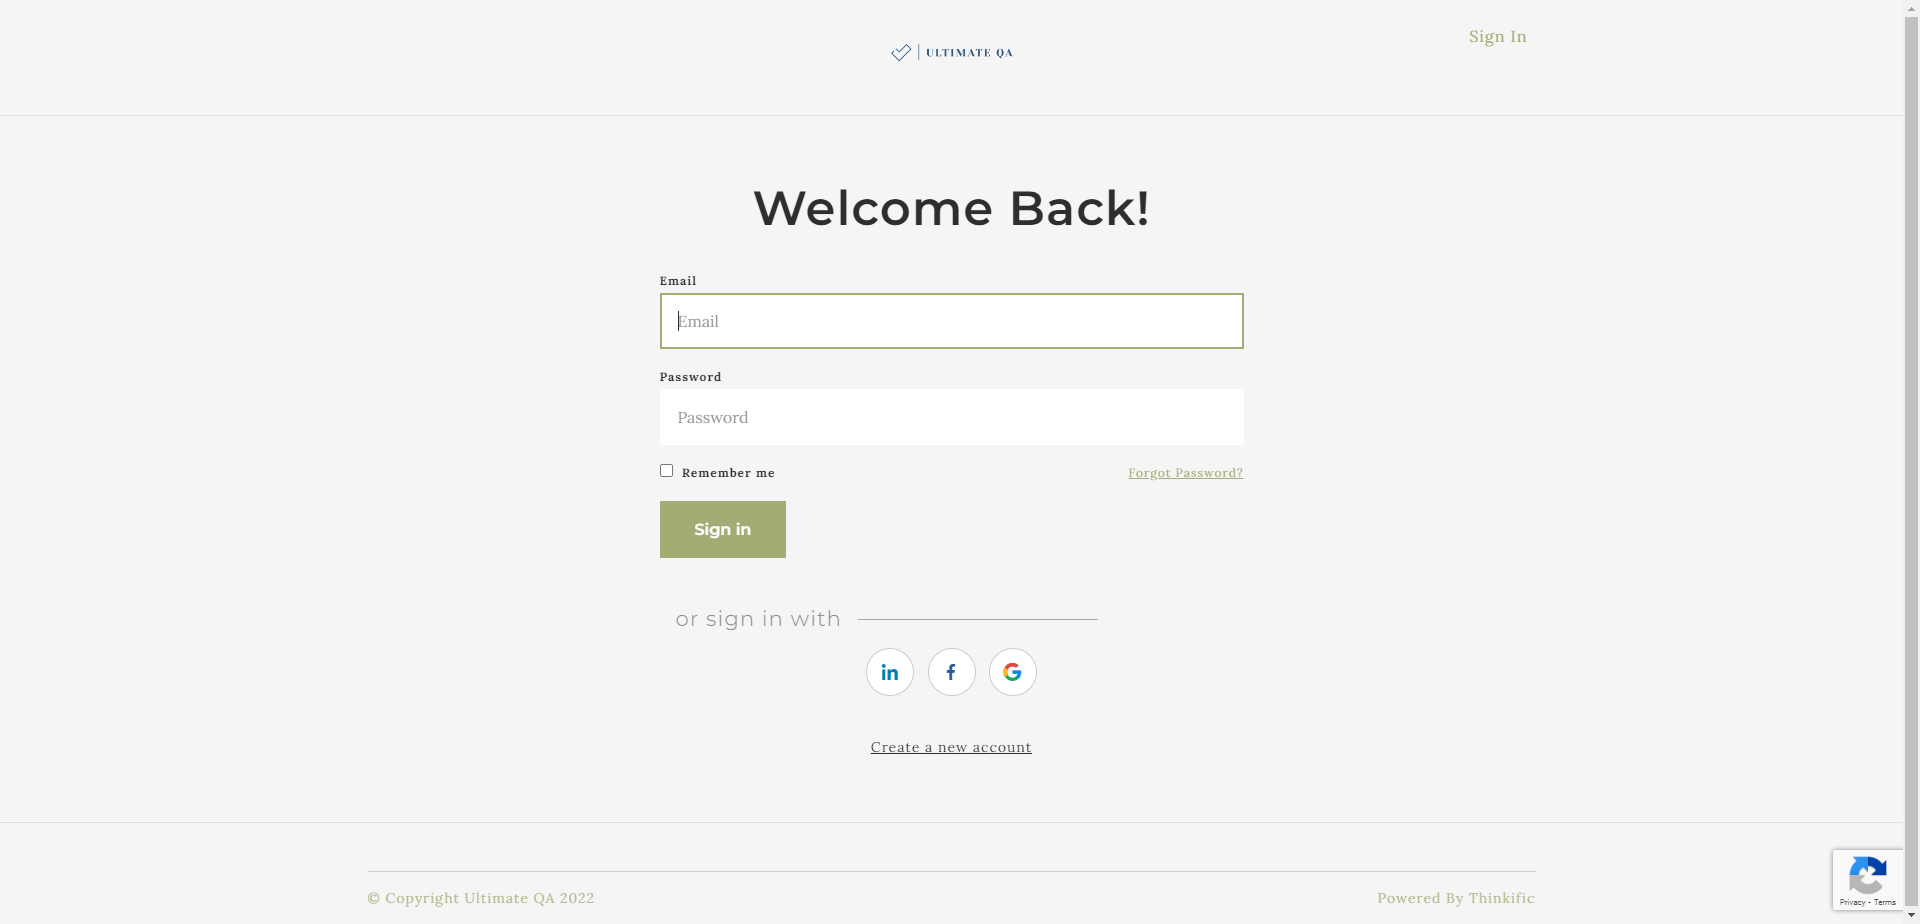 ULTIMATE QA
Sign In
Welcome Back!
Email
Email
Password
Password
Remember me
Forgot Password?
Sign in
or sign in with
in
f
G
Create a new account
© Copyright Ultimate QA 2022
Powered By Thinkific
Privacy - Terms